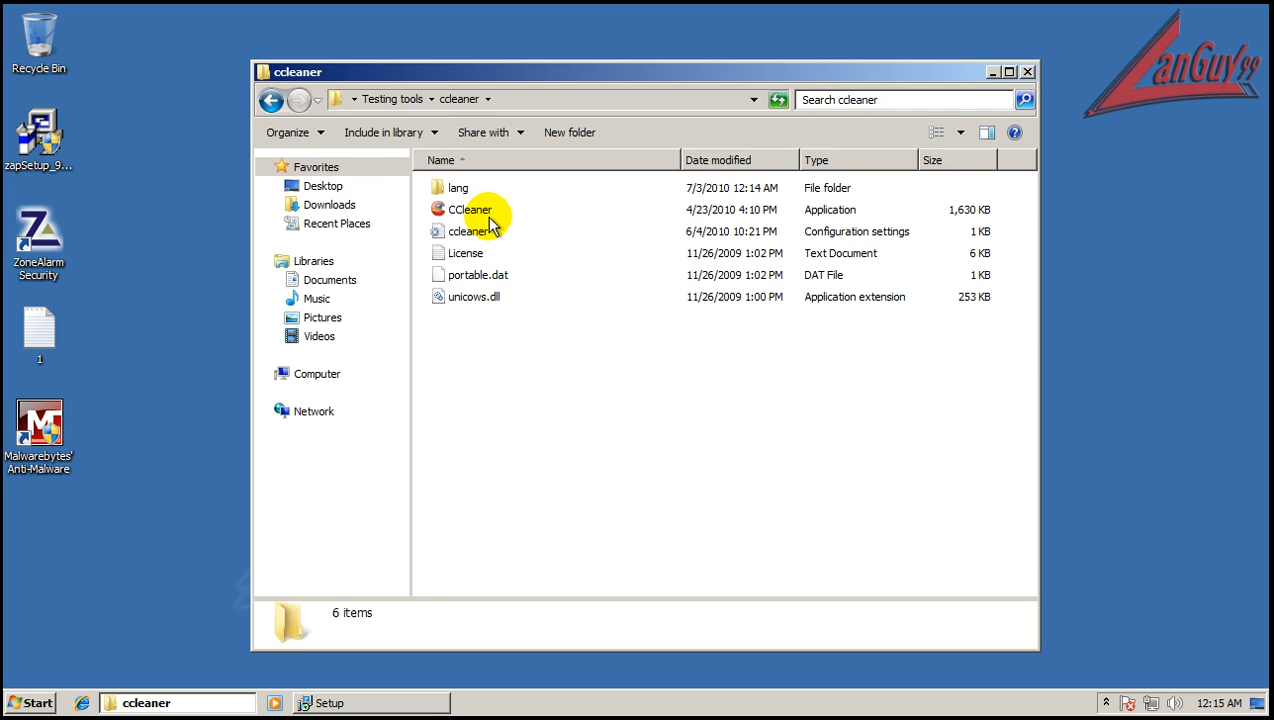 Recycle Bin
zapSetup_9...
ZoneAlarm
Security
1
Malwarebytes'
Anti-Malware
LanGuy99
ccleaner
Testing tools ccleaner
Search ccleaner
Organize Include in library Share with New folder
Favorites
Desktop
Downloads
Recent Places
Libraries
Documents
Music
Pictures
Videos
Computer
Network
Name Date modified Type Size
lang 7/3/2010 12:14 AM File folder
CCleaner 4/23/2010 4:10 PM Application 1,630 KB
ccleaner 6/4/2010 10:21 PM Configuration settings 1 KB
License 11/26/2009 1:02 PM Text Document 6 KB
portable.dat 11/26/2009 1:02 PM DAT File 1 KB
unicows.dll 11/26/2009 1:00 PM Application extension 253 KB
6 items
Start ccleaner Setup 12:15 AM